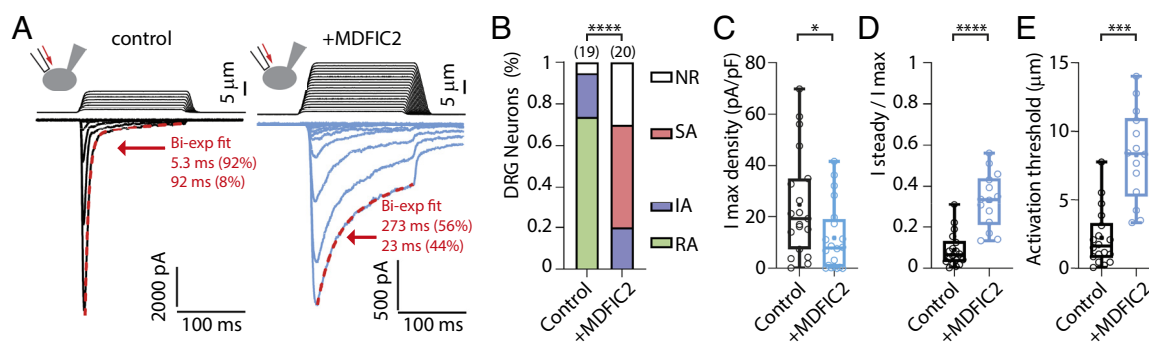 A
control
+MDFIC2
5 μm
5 μm
Bi-exp fit
5.3 ms (92%)
92 ms (8%)
Bi-exp fit
273 ms (56%)
23 ms (44%)
2000 pA
100 ms
500 pA
100 ms
B
****
(19) (20)
DRG Neurons (%)
1
0.8
0.6
0.4
0.2
0
NR
SA
IA
RA
Control
+MDFIC2
C
*
I max density (pA/pF)
80
60
40
20
0
Control
+MDFIC2
D
****
I steady / I max
1
0.8
0.6
0.4
0.2
0
Control
+MDFIC2
E
***
Activation threshold (μm)
15
10
5
0
Control
+MDFIC2